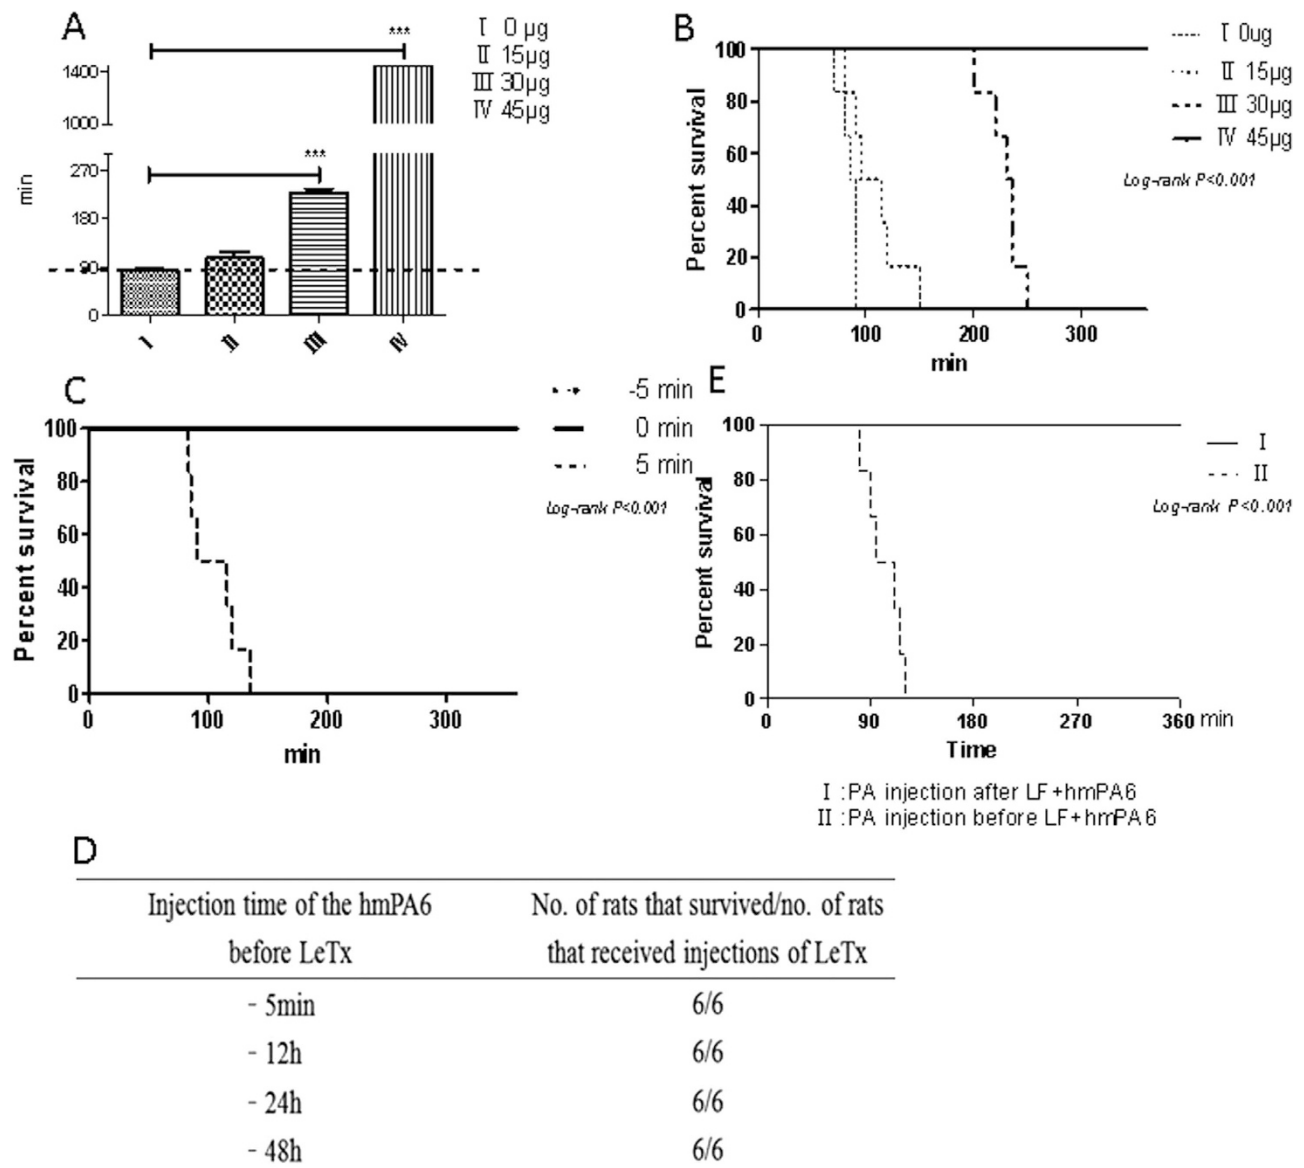 A
I 0 µg
II 15µg
III 30µg
IV 45µg
***
***
1400
1000
270
180
90
0
min
I
II
III
IV
B
I 0ug
II 15µg
III 30µg
IV 45µg
Log-rank P<0.001
Percent survival
100
80
60
40
20
0
0 100 200 300
min
C
-5 min
0 min
5 min
Log-rank P<0.001
Percent survival
100
80
60
40
20
0
0 100 200 300
min
E
I
II
Log-rank P<0.001
Percent survival
100
80
60
40
20
0
0 90 180 270 360 min
Time
I :PA injection after LF+hmPA6
II :PA injection before LF+hmPA6
D
Injection time of the hmPA6 No. of rats that survived/no. of rats
before LeTx that received injections of LeTx
- 5min 6/6
- 12h 6/6
- 24h 6/6
- 48h 6/6